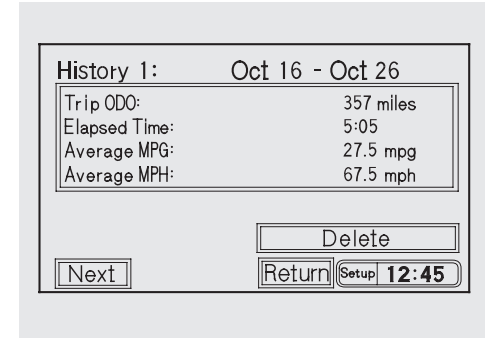 History 1: Oct 16 - Oct 26
Trip ODO: 357 miles
Elapsed Time: 5:05
Average MPG: 27.5 mpg
Average MPH: 67.5 mph
Delete
Next Return Setup 12:45